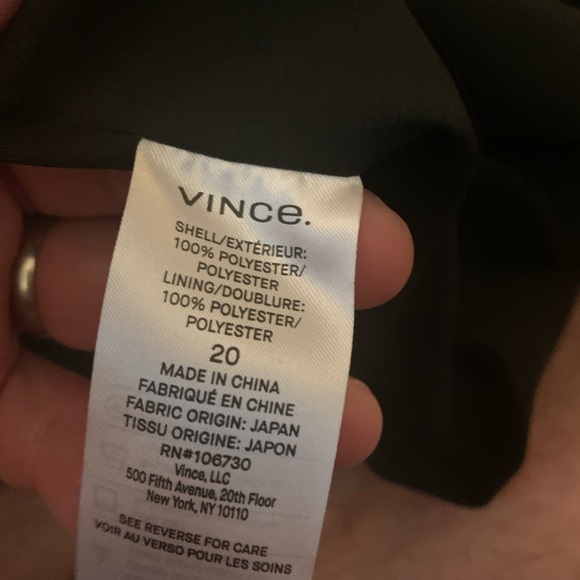 VINCe.
SHELL/EXTÉRIEUR:
100% POLYESTER/
POLYESTER
LINING/DOUBLURE:
100% POLYESTER/
POLYESTER
20
MADE IN CHINA
FABRIQUÉ EN CHINE
FABRIC ORIGIN: JAPAN
TISSU ORIGINE: JAPON
RN#106730
Vince, LLC
500 Fifth Avenue, 20th Floor
New York, NY 10110
SEE REVERSE FOR CARE
VOIR AU VERSO POUR LES SOINS